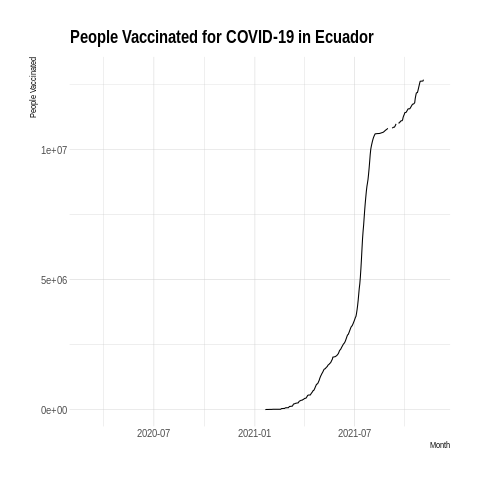 People Vaccinated for COVID-19 in Ecuador
People Vaccinated
1e+07
5e+06
0e+00
2020-07
2021-01
2021-07
Month